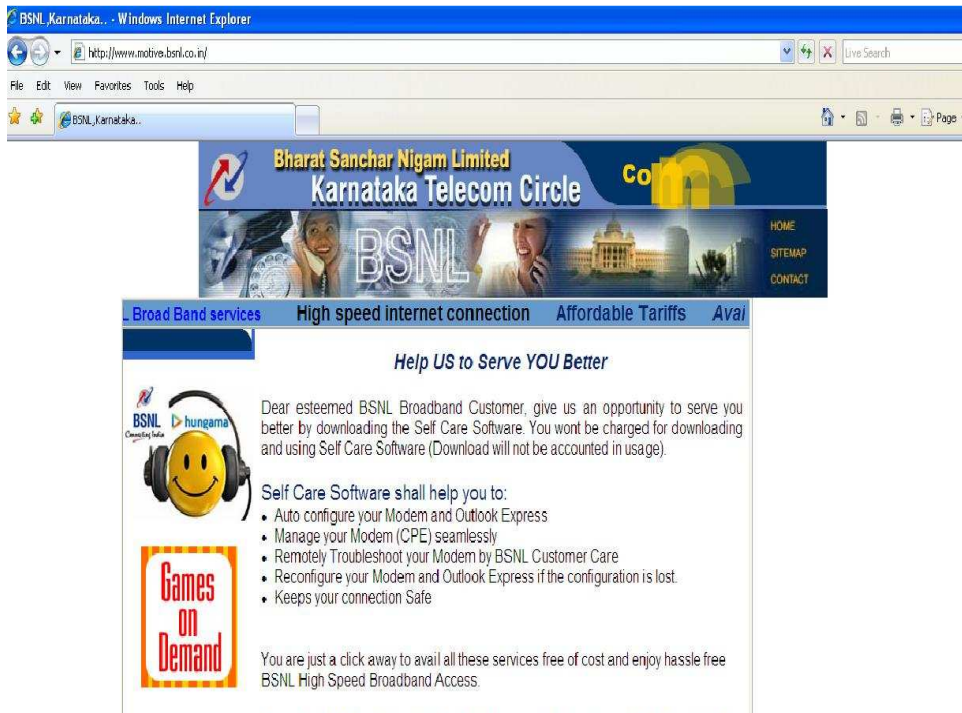 BSNL,Karnataka.. - Windows Internet Explorer
http://www.motive.bsnl.co.in/
Live Search
File Edit View Favorites Tools Help
BSNL,Karnataka..
Page
Bharat Sanchar Nigam Limited
Karnataka Telecom Circle
Co
BSNL
HOME
SITEMAP
CONTACT
L Broad Band services High speed internet connection Affordable Tariffs Avai
Help US to Serve YOU Better
BSNL
Connecting India
hungama
Dear esteemed BSNL Broadband Customer, give us an opportunity to serve you
better by downloading the Self Care Software. You wont be charged for downloading
and using Self Care Software (Download will not be accounted in usage).
Self Care Software shall help you to:
• Auto configure your Modem and Outlook Express
• Manage your Modem (CPE) seamlessly
• Remotely Troubleshoot your Modem by BSNL Customer Care
• Reconfigure your Modem and Outlook Express if the configuration is lost.
• Keeps your connection Safe
Games
on
Demand
You are just a click away to avail all these services free of cost and enjoy hassle free
BSNL High Speed Broadband Access.